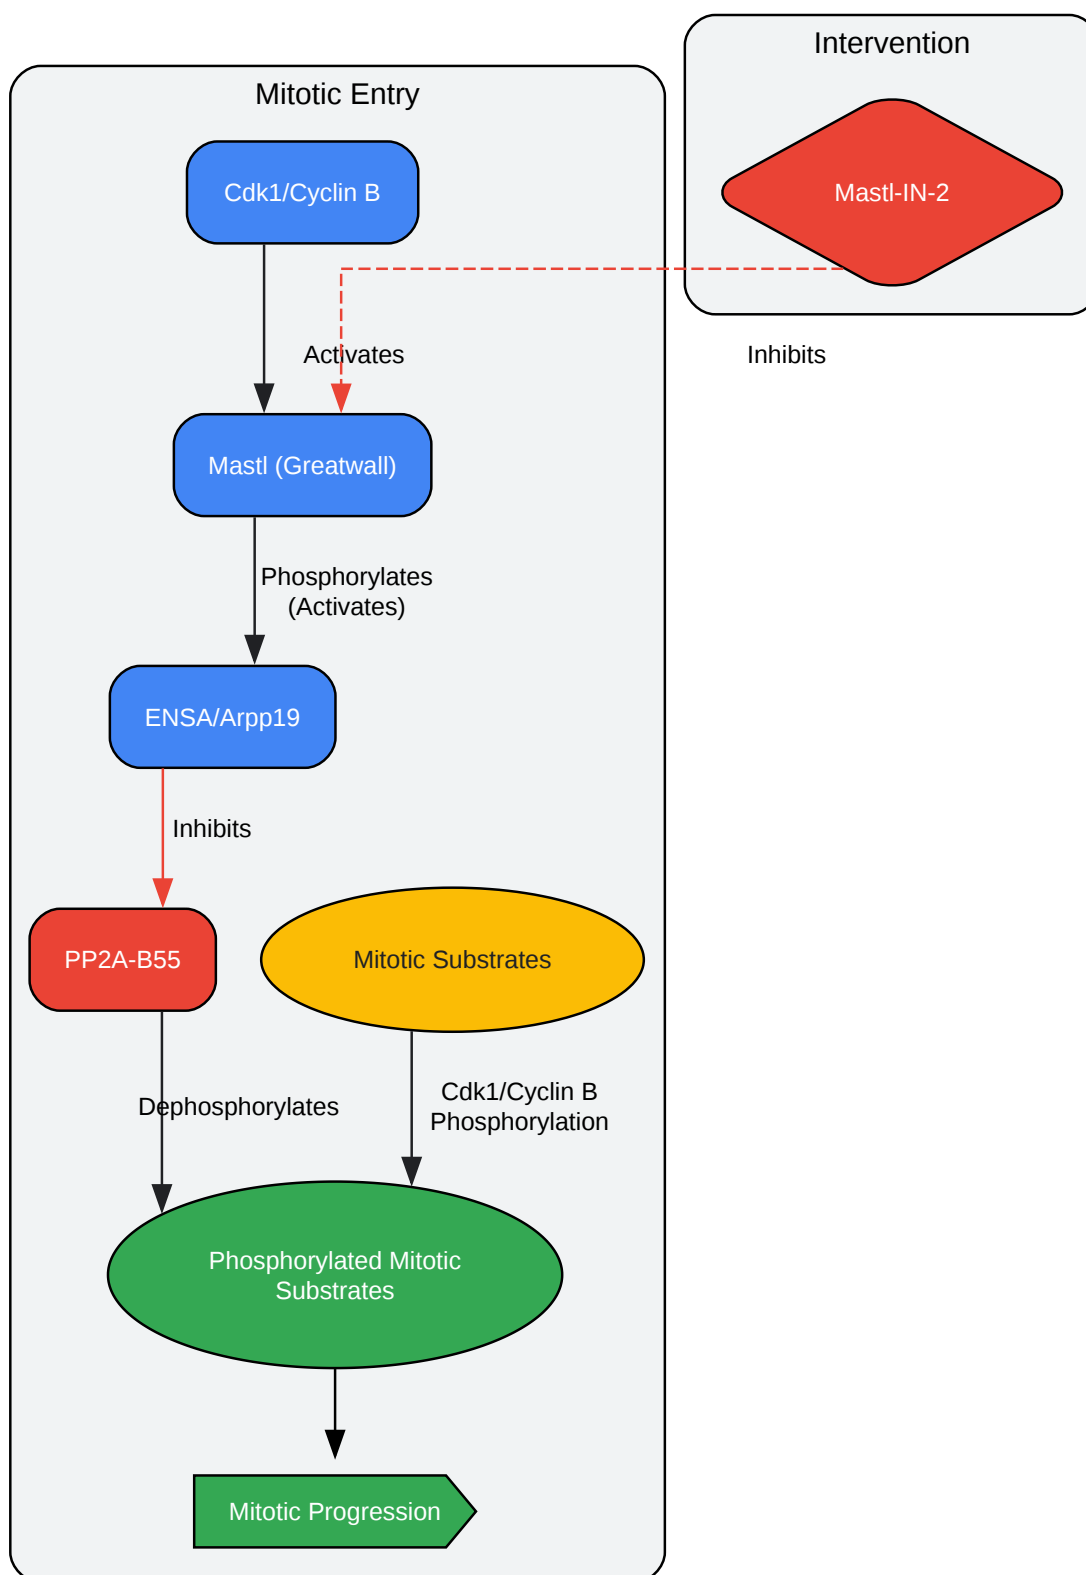 Intervention
Mastl-IN-2
Inhibits
Mitotic Entry
Cdk1/Cyclin B
Activates
Mastl (Greatwall)
Phosphorylates
(Activates)
ENSA/Arpp19
Inhibits
PP2A-B55
Mitotic Substrates
Dephosphorylates
Cdk1/Cyclin B
Phosphorylation
Phosphorylated Mitotic
Substrates
Mitotic Progression